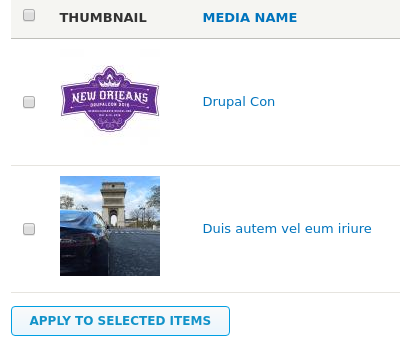 THUMBNAIL MEDIA NAME
NEW ORLEANS
DRUPALCON 2016
Drupal Con
Duis autem vel eum iriure
APPLY TO SELECTED ITEMS